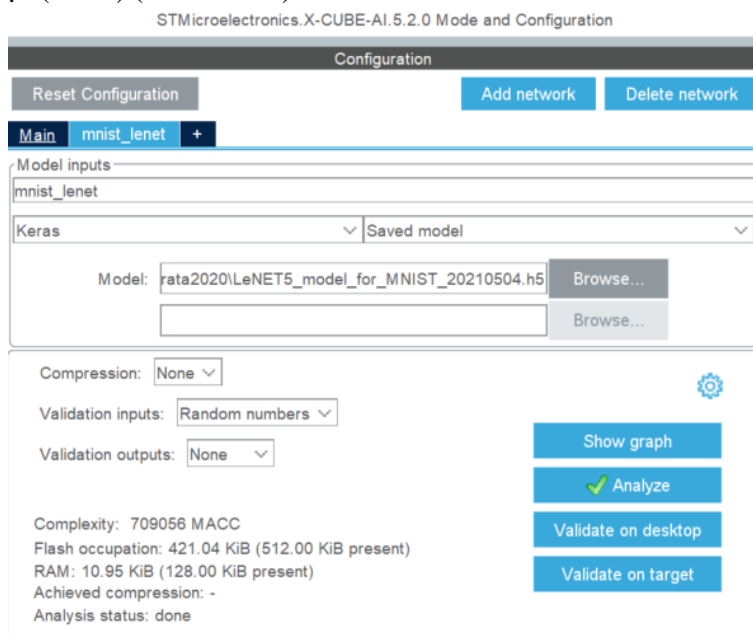 STMicroelectronics.X-CUBE-AI.5.2.0 Mode and Configuration
Configuration
Reset Configuration Add network Delete network
Main mnist_lenet +
Model inputs
mnist_lenet
Keras Saved model
Model: rata2020\LeNET5_model_for_MNIST_20210504.h5 Browse...
Browse...
Compression: None
Validation inputs: Random numbers
Validation outputs: None
Show graph
Analyze
Validate on desktop
Validate on target
Complexity: 709056 MACC
Flash occupation: 421.04 KiB (512.00 KiB present)
RAM: 10.95 KiB (128.00 KiB present)
Achieved compression: -
Analysis status: done